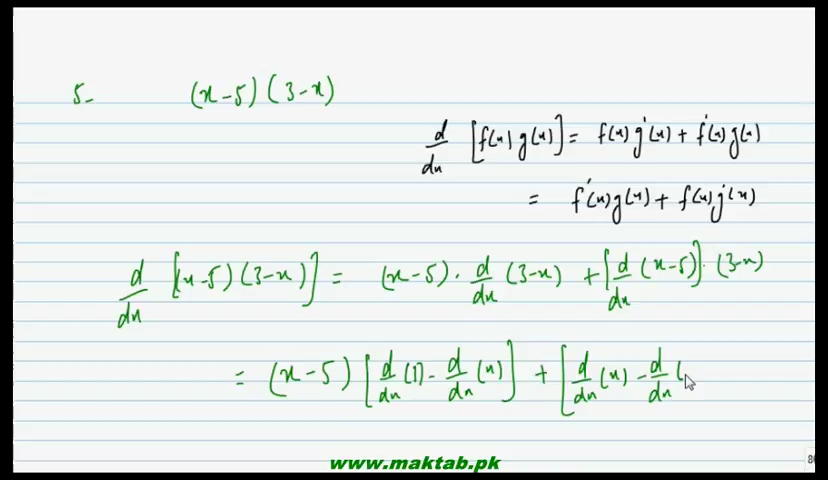 5- (x-5)(3-x)
d/dx [f(x)g(x)] = f(x)g'(x) + f'(x)g(x)
= f'(x)g(x) + f(x)g'(x)
d/dx [(x-5)(3-x)] = (x-5) · d/dx (3-x) + [d/dx (x-5)] · (3-x)
= (x-5) [d/dx (1) - d/dx (x)] + [d/dx (x) - d/dx (
www.maktab.pk